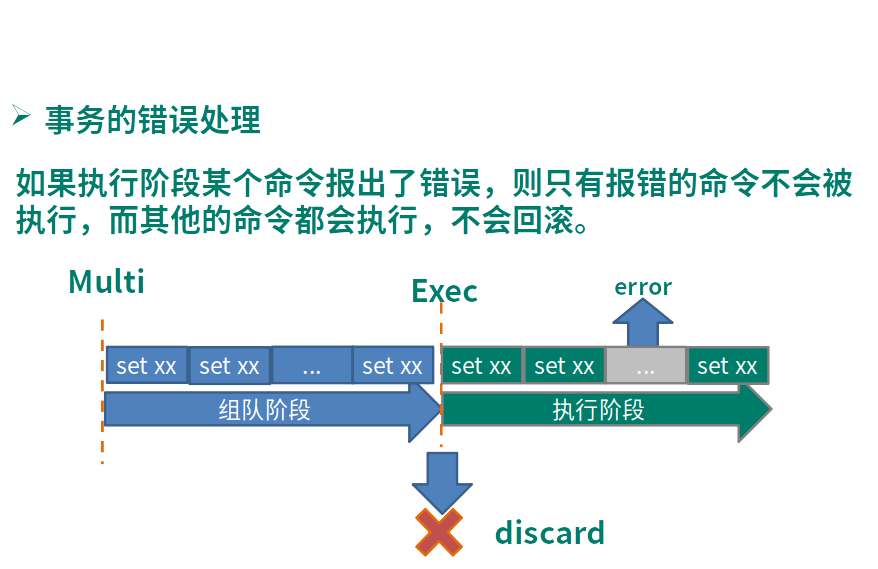 事务的错误处理
如果执行阶段某个命令报出了错误，则只有报错的命令不会被
执行，而其他的命令都会执行，不会回滚。
Multi
Exec
error
set xx set xx ... set xx set xx set xx ... set xx
组队阶段 执行阶段
discard